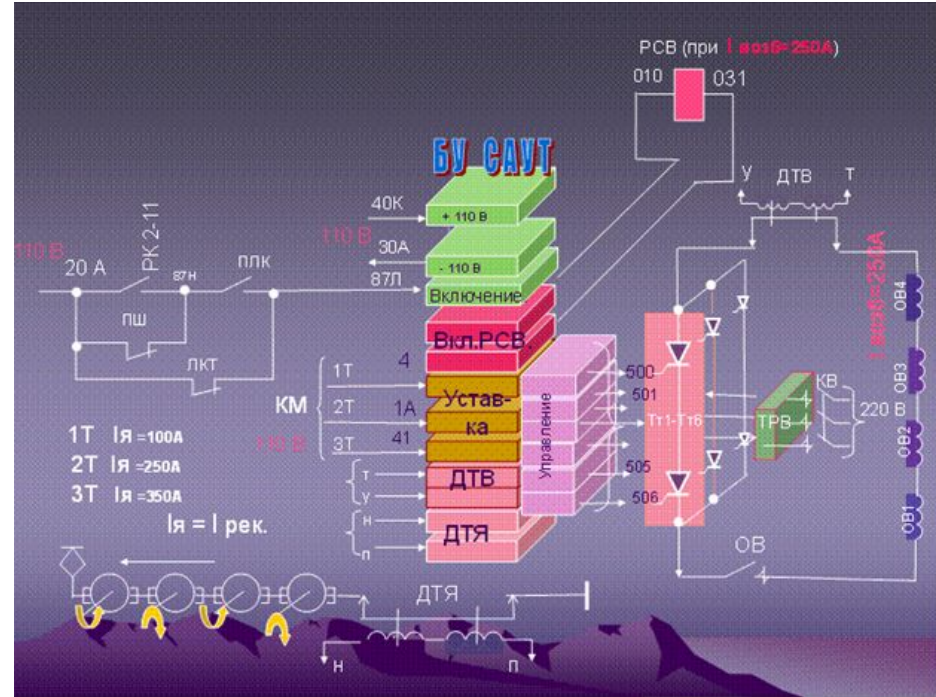 РСВ (при I возб=250А)
010
031
БУ САУТ
У
ДТВ
Т
40К
+ 110 В
110 В
110 В
РК 2-11
30А
20 А
87Н
ПЛК
- 110 В
87Л
Включение
I возб=250А
ОВ4
ПШ
Вкл.РСВ.
ЛКТ
4
500
1Т
КМ
Устав-
ка
Управление
501
Тт1-Тт6
КВ
ОВ3
2Т
1А
ТРВ
220 В
1Т Iя =100А
110 В
3Т
41
ОВ2
2Т Iя =250А
т
ДТВ
505
3Т Iя =350А
у
506
Iя = I рек.
н
ДТЯ
ОВ1
п
ОВ
ДТЯ
н
п